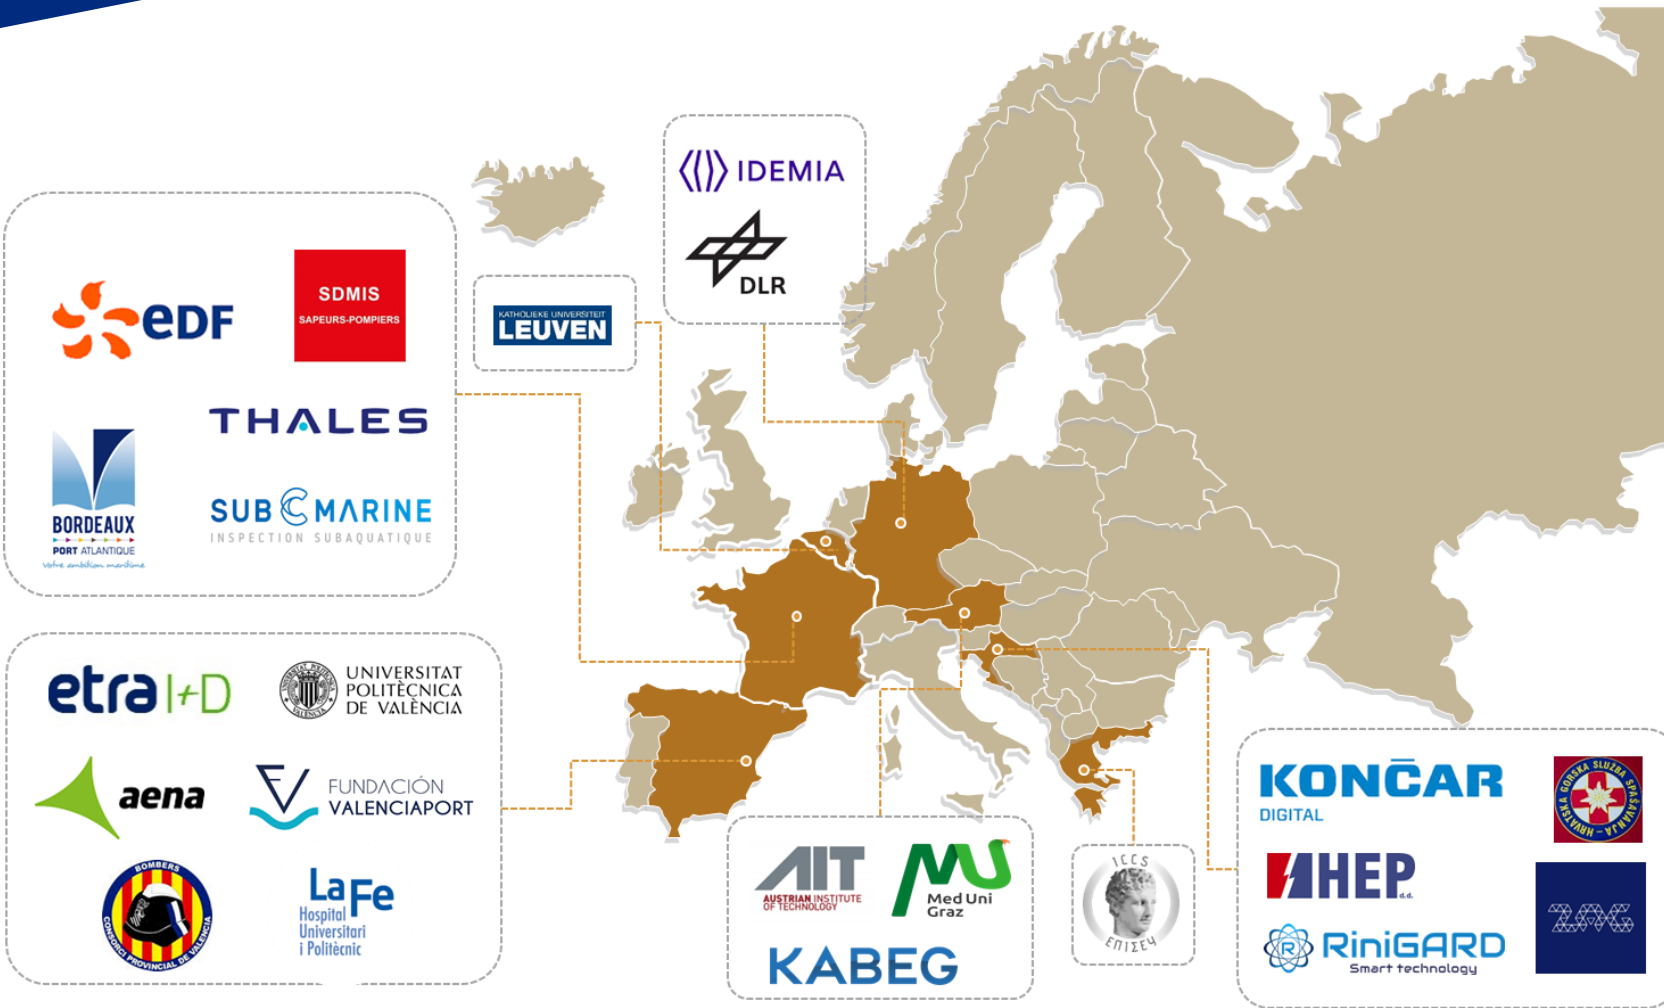 IDEMIA
DLR
eDF
SDMIS
SAPEURS-POMPIERS
KATHOLIEKE UNIVERSITEIT
LEUVEN
THALES
BORDEAUX
PORT ATLANTIQUE
Votre ambition maritime
SUB C MARINE
INSPECTION SUBAQUATIQUE
etra I+D
UNIVERSITAT
POLITÈCNICA
DE VALÈNCIA
aena
FUNDACIÓN
VALENCIAPORT
BOMBERS
CONSORCI PROVINCIAL DE VALENCIA
La Fe
Hospital
Universitari
i Politècnic
AIT
AUSTRIAN INSTITUTE
OF TECHNOLOGY
MU
Med Uni
Graz
KABEG
ICCS
ΕΠΙΣΕΥ
KONČAR
DIGITAL
HRVATSKA GORSKA SLUŽBA SPAŠAVANJA
HEP d.d.
R
RiniGARD
Smart technology
ZAG